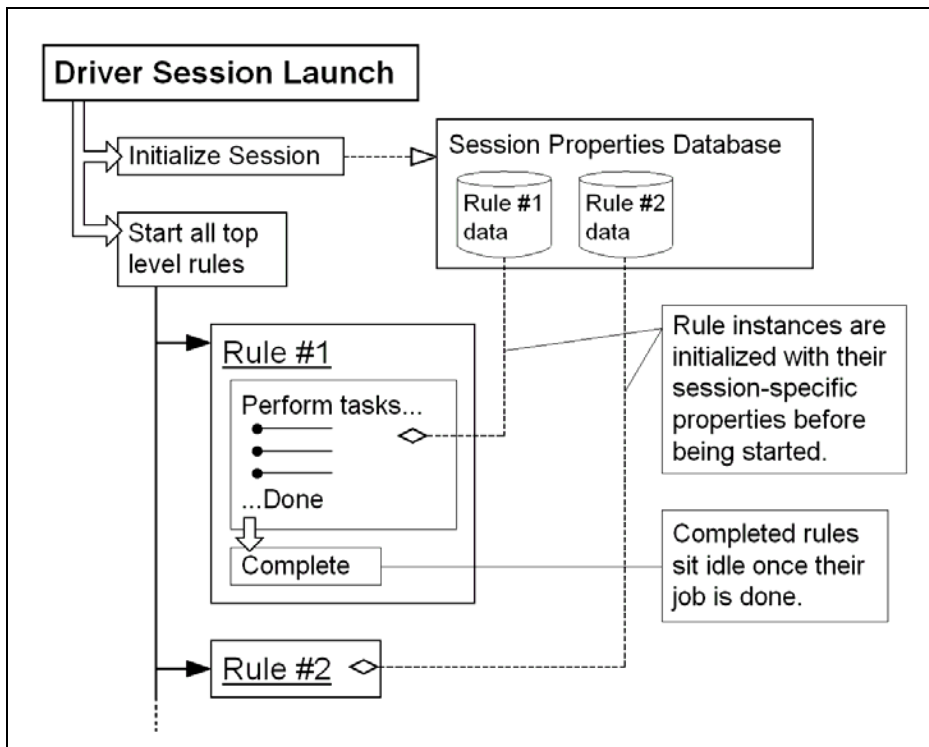 Driver Session Launch
Initialize Session
Session Properties Database
Rule #1
data
Rule #2
data
Start all top
level rules
Rule #1
Perform tasks...
...Done
Complete
Rule instances are
initialized with their
session-specific
properties before
being started.
Completed rules
sit idle once their
job is done.
Rule #2